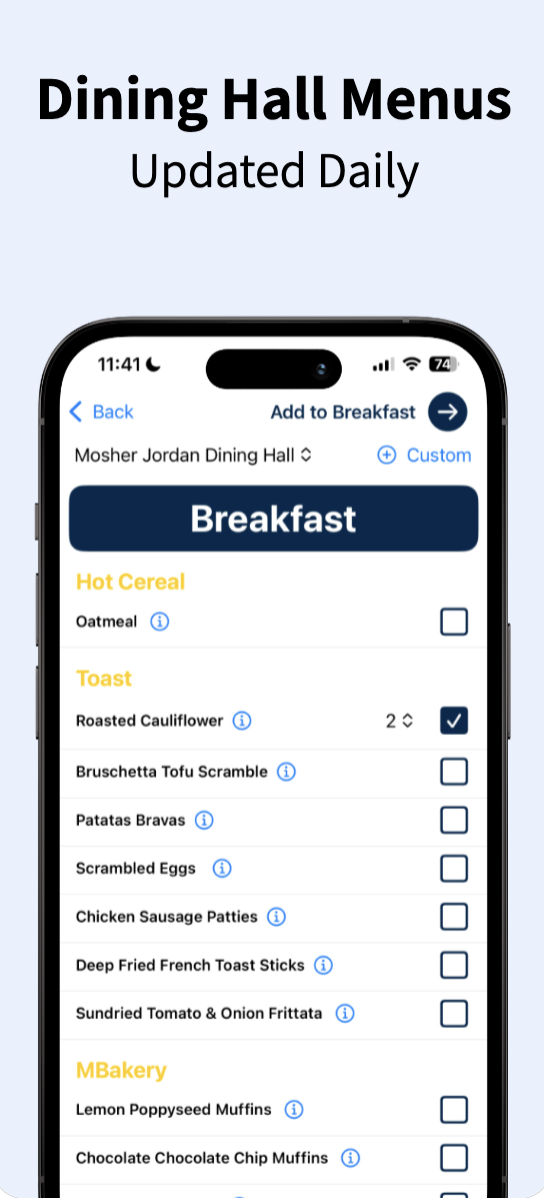 Dining Hall Menus
Updated Daily
11:41 74
Back Add to Breakfast
Mosher Jordan Dining Hall Custom
Breakfast
Hot Cereal
Oatmeal
Toast
Roasted Cauliflower 2
Bruschetta Tofu Scramble
Patatas Bravas
Scrambled Eggs
Chicken Sausage Patties
Deep Fried French Toast Sticks
Sundried Tomato & Onion Frittata
MBakery
Lemon Poppyseed Muffins
Chocolate Chocolate Chip Muffins